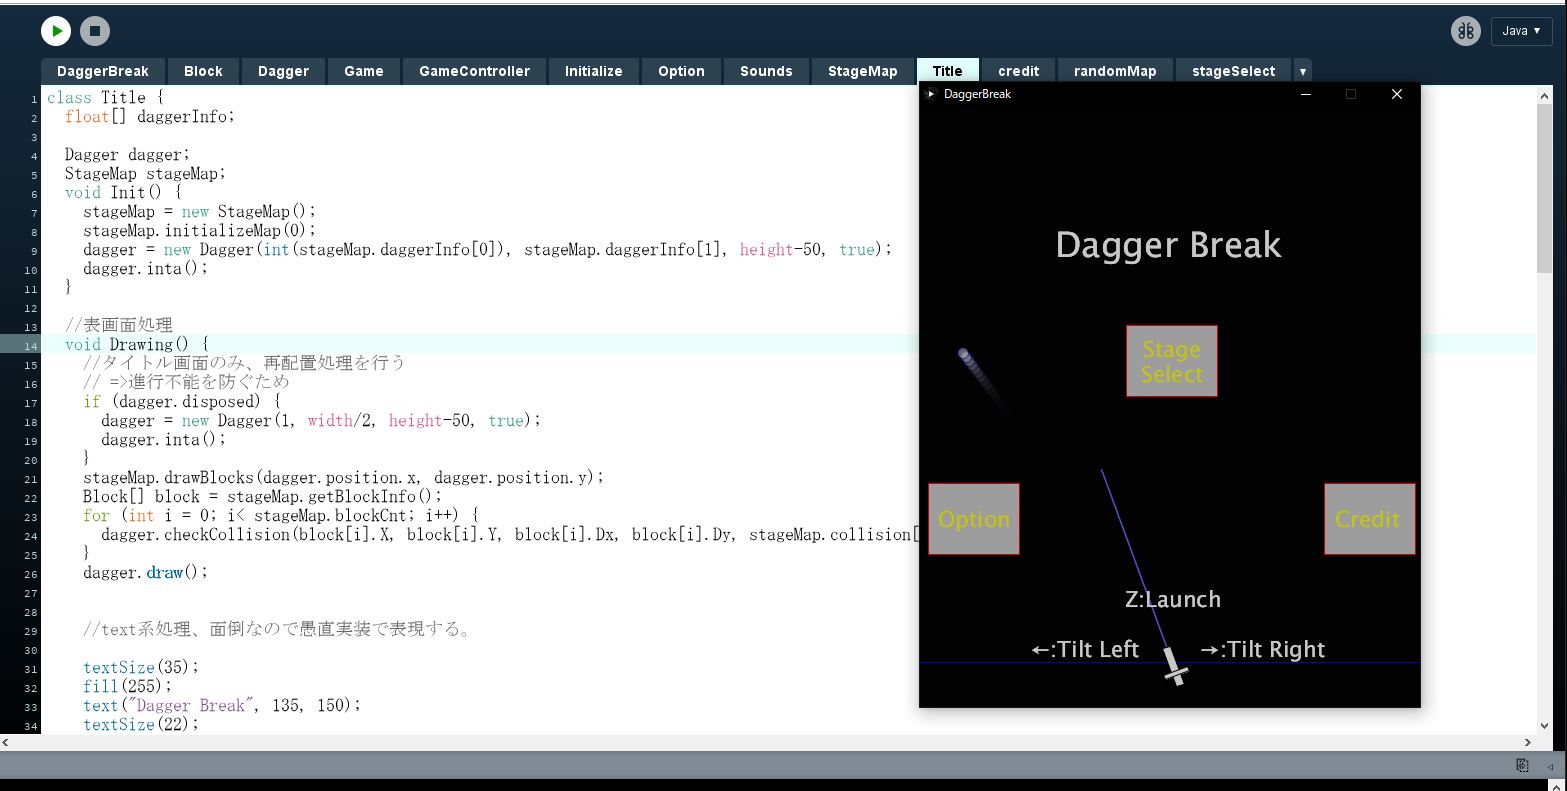 Java ▼
DaggerBreak Block Dagger Game GameController Initialize Option Sounds StageMap Title credit randomMap stageSelect ▼
1 class Title {
2 float[] daggerInfo;
3
4 Dagger dagger;
5 StageMap stageMap;
6 void Init() {
7 stageMap = new StageMap();
8 stageMap.initializeMap(0);
9 dagger = new Dagger(int(stageMap.daggerInfo[0]), stageMap.daggerInfo[1], height-50, true);
10 dagger.inta();
11 }
12
13 //表画面処理
14 void Drawing() {
15 //タイトル画面のみ、再配置処理を行う
16 // =>進行不能を防ぐため
17 if (dagger.disposed) {
18 dagger = new Dagger(1, width/2, height-50, true);
19 dagger.inta();
20 }
21 stageMap.drawBlocks(dagger.position.x, dagger.position.y);
22 Block[] block = stageMap.getBlockInfo();
23 for (int i = 0; i< stageMap.blockCnt; i++) {
24 dagger.checkCollision(block[i].X, block[i].Y, block[i].Dx, block[i].Dy, stageMap.collision[
25 }
26 dagger.draw();
27
28
29 //text系処理、面倒なので愚直実装で表現する。
30
31 textSize(35);
32 fill(255);
33 text("Dagger Break", 135, 150);
34 textSize(22);
DaggerBreak
Dagger Break
Stage
Select
Option
Credit
Z:Launch
←:Tilt Left →:Tilt Right